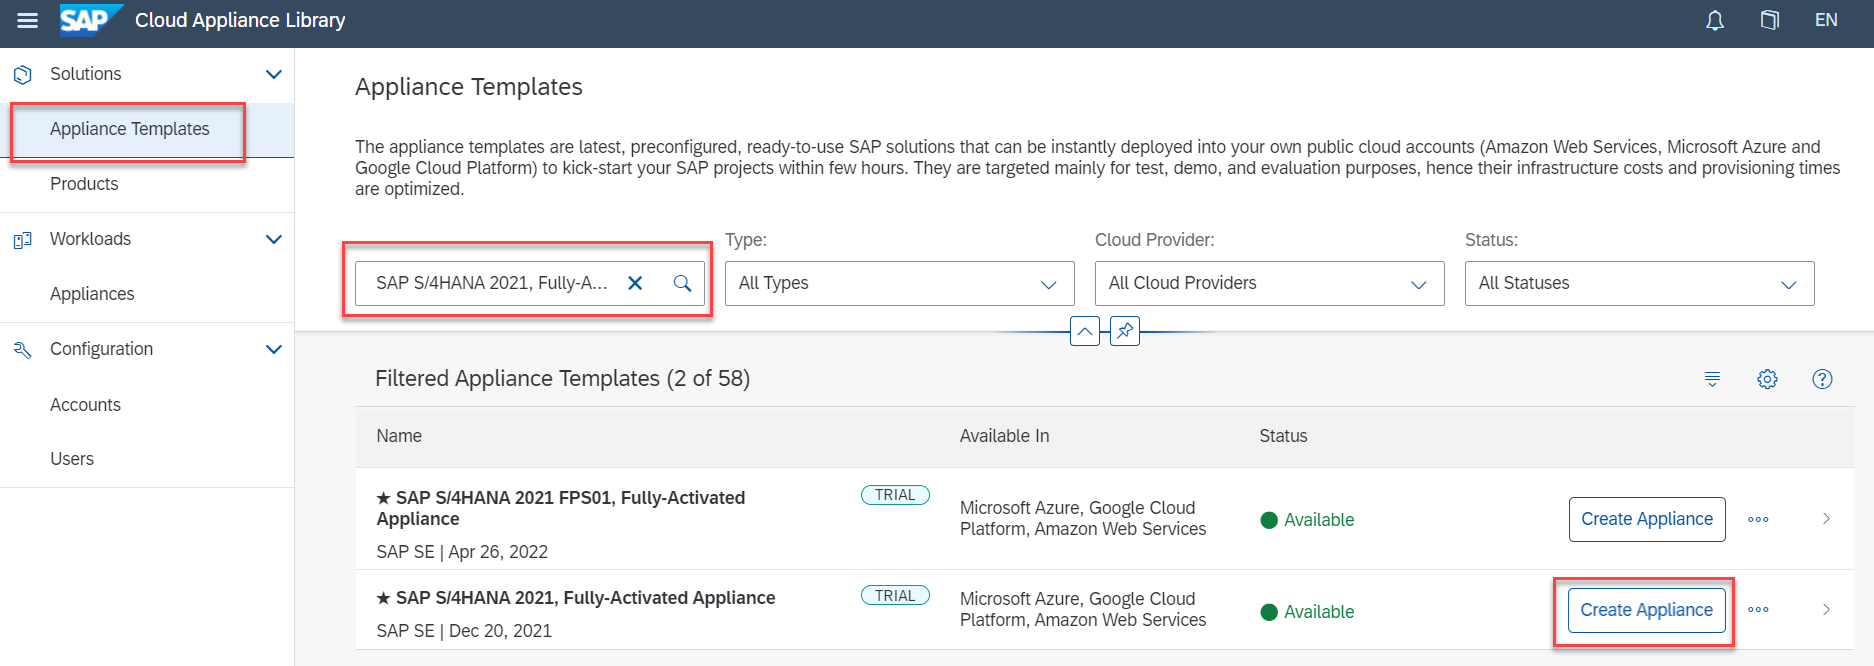 SAP Cloud Appliance Library
EN
Solutions
Appliance Templates
Products
Workloads
Appliances
Configuration
Accounts
Users
Appliance Templates
The appliance templates are latest, preconfigured, ready-to-use SAP solutions that can be instantly deployed into your own public cloud accounts (Amazon Web Services, Microsoft Azure and
Google Cloud Platform) to kick-start your SAP projects within few hours. They are targeted mainly for test, demo, and evaluation purposes, hence their infrastructure costs and provisioning times
are optimized.
Type:
Cloud Provider:
Status:
SAP S/4HANA 2021, Fully-A...
All Types
All Cloud Providers
All Statuses
Filtered Appliance Templates (2 of 58)
Name
Available In
Status
★ SAP S/4HANA 2021 FPS01, Fully-Activated
Appliance
SAP SE | Apr 26, 2022
TRIAL
Microsoft Azure, Google Cloud
Platform, Amazon Web Services
Available
Create Appliance
★ SAP S/4HANA 2021, Fully-Activated Appliance
SAP SE | Dec 20, 2021
TRIAL
Microsoft Azure, Google Cloud
Platform, Amazon Web Services
Available
Create Appliance